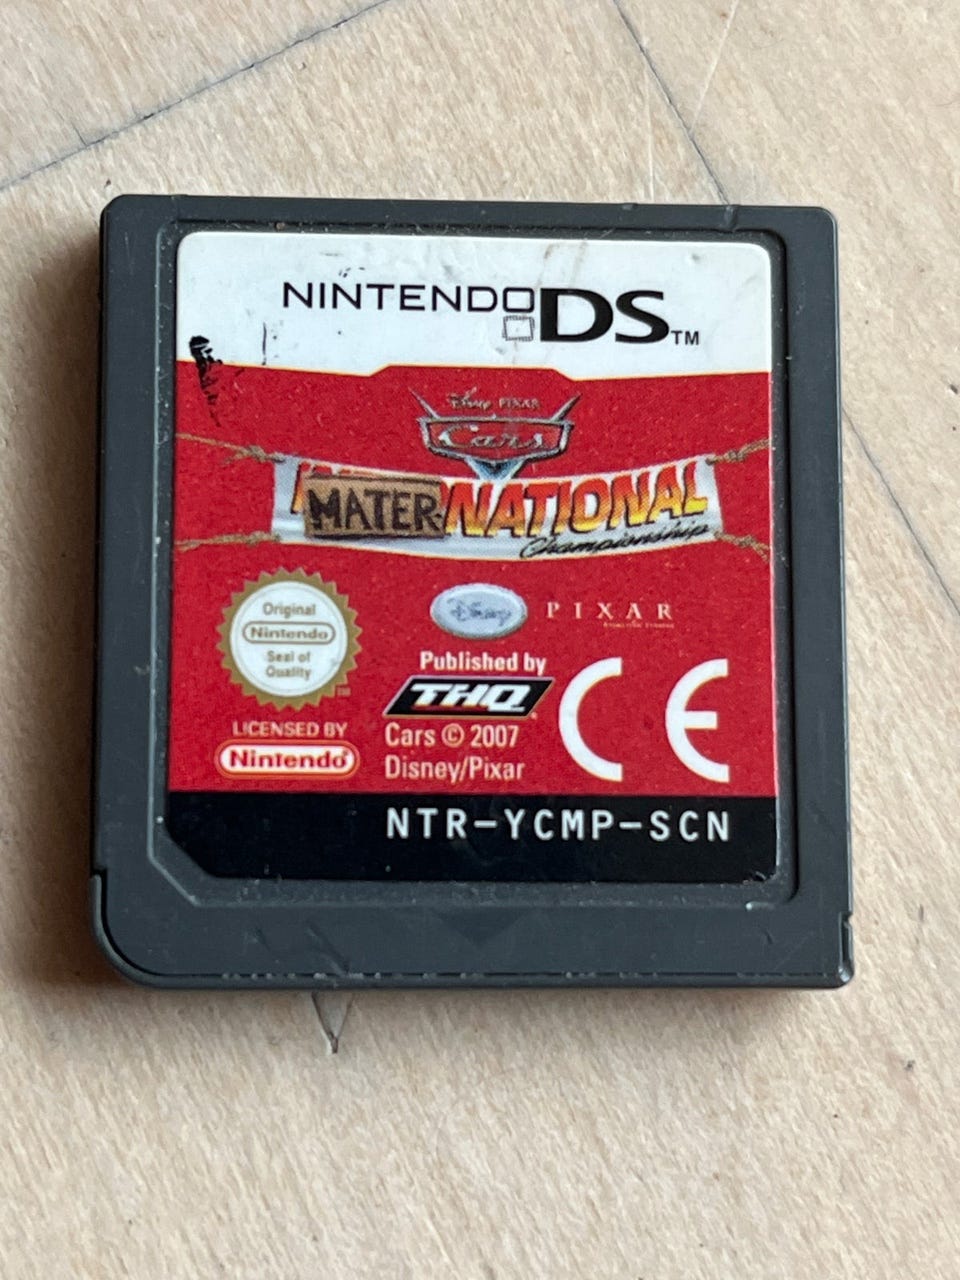 NINTENDO DS™
Disney PIXAR
Cars
MATER-NATIONAL
Championship
Original
Nintendo
Seal of
Quality
TM
Disney PIXAR
Published by
THQ
LICENSED BY
Nintendo®
Cars © 2007
Disney/Pixar
CE
NTR-YCMP-SCN